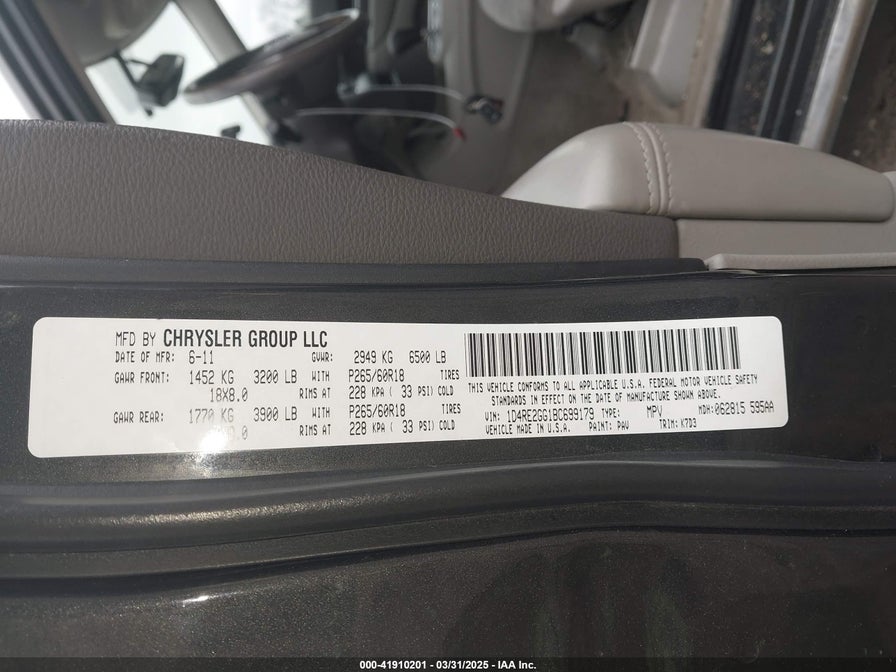 MFD BY CHRYSLER GROUP LLC
DATE OF MFR: 6-11 GVWR: 2949 KG 6500 LB
GAWR FRONT: 1452 KG 3200 LB WITH P265/60R18 TIRES
18X8.0 RIMS AT 228 KPA ( 33 PSI) COLD
GAWR REAR: 1770 KG 3900 LB WITH P265/60R18 TIRES
RIMS AT 228 KPA ( 33 PSI) COLD
THIS VEHICLE CONFORMS TO ALL APPLICABLE U.S.A. FEDERAL MOTOR VEHICLE SAFETY
STANDARDS IN EFFECT ON THE DATE OF MANUFACTURE SHOWN ABOVE.
VIN: 1D4RE2GG1BC699179 TYPE: MPV MDH: 062815 595AA
VEHICLE MADE IN U.S.A. PAINT: PAV TRIM: K7D3
000-41910201 - 03/31/2025 - IAA Inc.